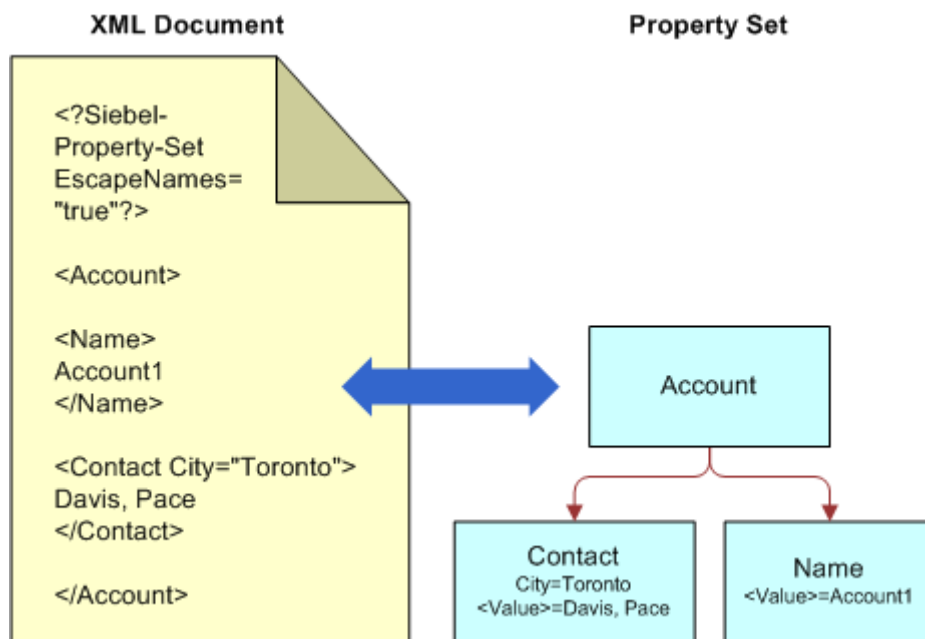 XML Document
Property Set
<?Siebel-
Property-Set
EscapeNames=
"true"?>
<Account>
<Name>
Account1
</Name>
<Contact City="Toronto">
Davis, Pace
</Contact>
</Account>
Account
Contact
City=Toronto
<Value>=Davis, Pace
Name
<Value>=Account1